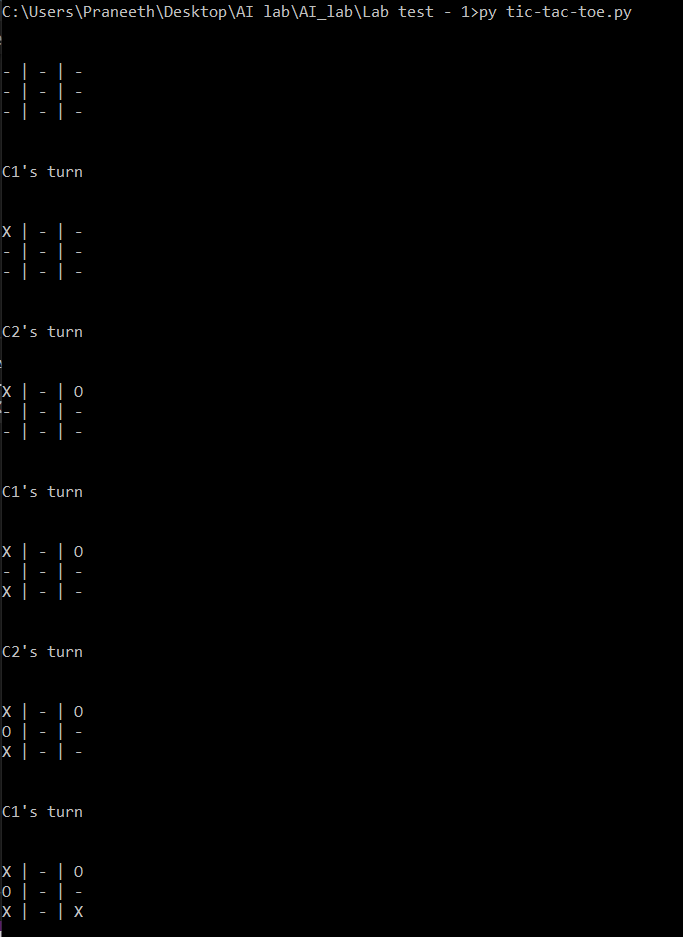 C:\Users\Praneeth\Desktop\AI lab\AI_lab\Lab test - 1>py tic-tac-toe.py
- | - | -
- | - | -
- | - | -
C1's turn
X | - | -
- | - | -
- | - | -
C2's turn
X | - | O
- | - | -
- | - | -
C1's turn
X | - | O
- | - | -
X | - | -
C2's turn
X | - | O
O | - | -
X | - | -
C1's turn
X | - | O
O | - | -
X | - | X